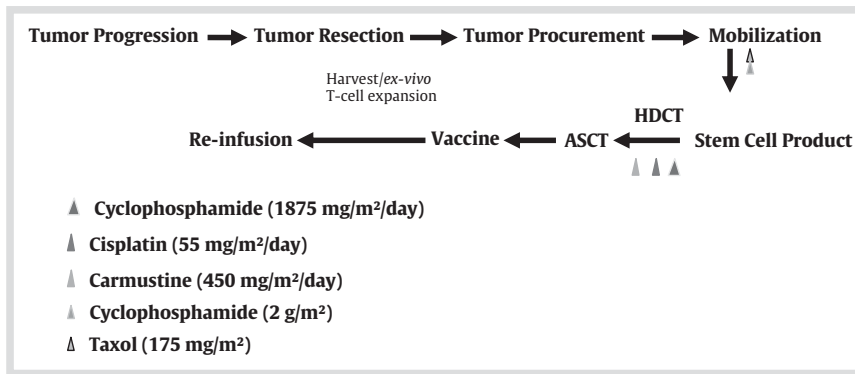 Tumor Progression Tumor Resection Tumor Procurement Mobilization
Harvest/ex-vivo
T-cell expansion
HDCT
Re-infusion Vaccine ASCT Stem Cell Product
Cyclophosphamide (1875 mg/m²/day)
Cisplatin (55 mg/m²/day)
Carmustine (450 mg/m²/day)
Cyclophosphamide (2 g/m²)
Taxol (175 mg/m²)